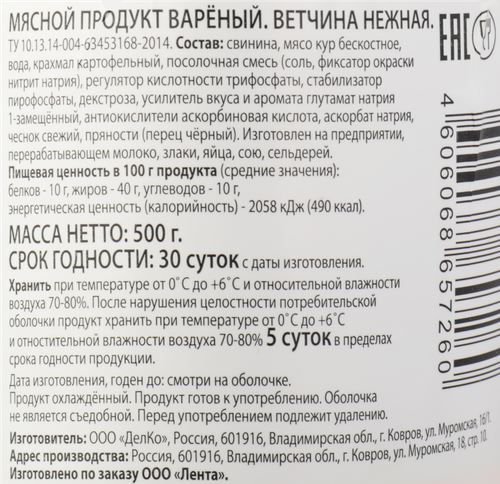 МЯСНОЙ ПРОДУКТ ВАРЁНЫЙ. ВЕТЧИНА НЕЖНАЯ.
ТУ 10.13.14-004-63453168-2014. Состав: свинина, мясо кур бескостное,
вода, крахмал картофельный, посолочная смесь (соль, фиксатор окраски
нитрит натрия), регулятор кислотности трифосфаты, стабилизатор
пирофосфаты, декстроза, усилитель вкуса и аромата глутамат натрия
1-замещённый, антиокислители аскорбиновая кислота, аскорбат натрия,
чеснок свежий, пряности (перец чёрный). Изготовлен на предприятии,
перерабатывающем молоко, злаки, яйца, сою, сельдерей.
Пищевая ценность в 100 г продукта (средние значения):
белков - 10 г, жиров - 40 г, углеводов - 10 г,
энергетическая ценность (калорийность) - 2058 кДж (490 ккал).
МАССА НЕТТО: 500 г.
СРОК ГОДНОСТИ: 30 суток с даты изготовления.
Хранить при температуре от 0˚С до +6˚С и относительной влажности
воздуха 70-80%. После нарушения целостности потребительской
оболочки продукт хранить при температуре от 0˚С до +6˚С
и относительной влажности воздуха 70-80% 5 суток в пределах
срока годности продукции.
Дата изготовления, годен до: смотри на оболочке.
Продукт охлаждённый. Продукт готов к употреблению. Оболочка
не является съедобной. Перед употреблением подлежит удалению.
Изготовитель: ООО «ДелКо», Россия, 601916, Владимирская обл., г. Ковров, ул. Муромская, 16/1.
Адрес производства: Россия, 601916, Владимирская обл., г. Ковров, ул. Муромская, 18, стр. 10.
Изготовлено по заказу ООО «Лента».
ЕАС
4 606068 657260